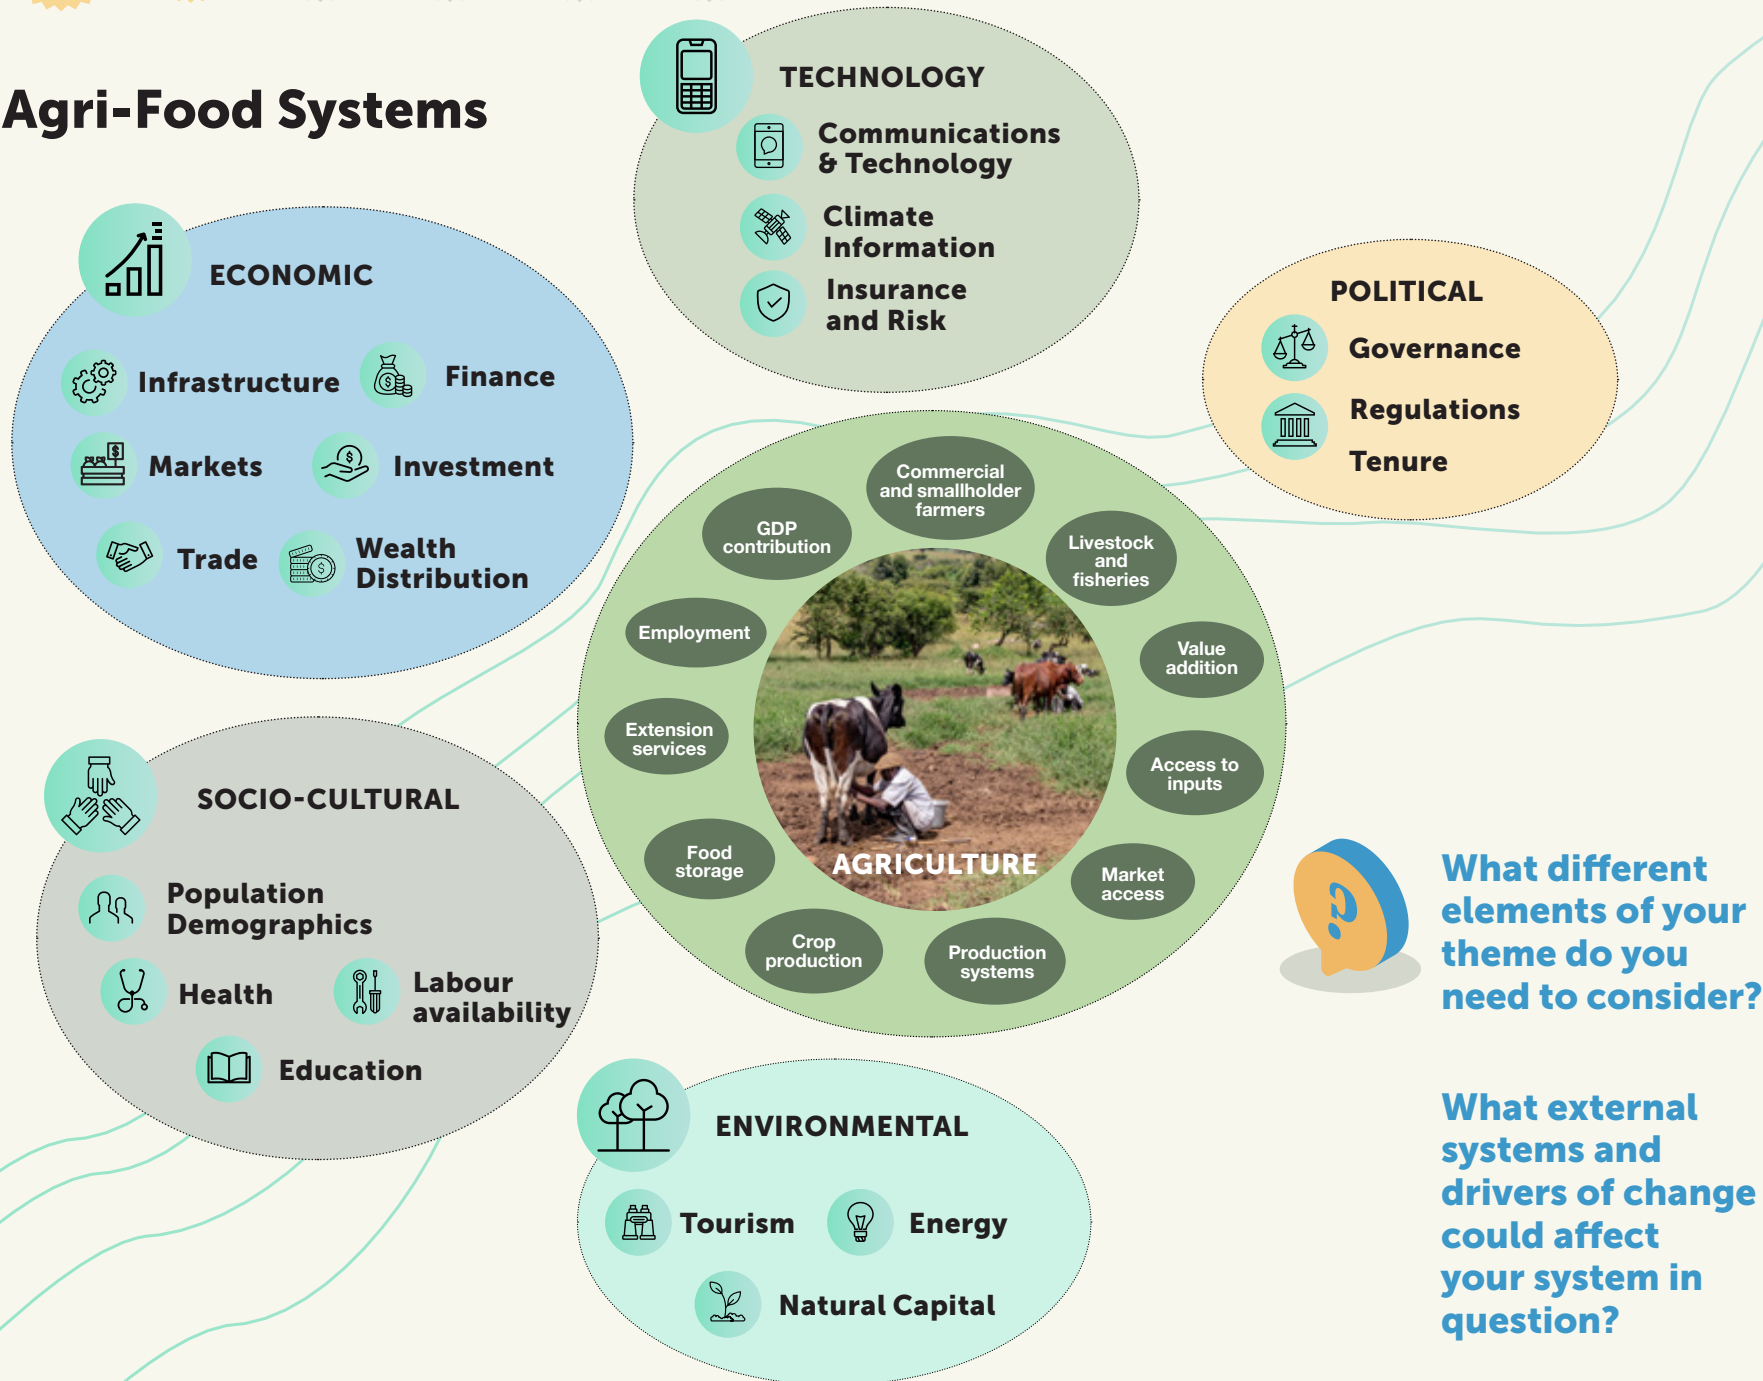 Agri-Food Systems
TECHNOLOGY
Communications
& Technology
Climate
Information
Insurance
and Risk
ECONOMIC
Infrastructure
Finance
Markets
Investment
Trade
Wealth
Distribution
POLITICAL
Governance
Regulations
Tenure
Commercial
and smallholder
farmers
GDP
contribution
Livestock
and
fisheries
Employment
Value
addition
Extension
services
Access to
inputs
Food
storage
AGRICULTURE
Market
access
Crop
production
Production
systems
SOCIO-CULTURAL
Population
Demographics
Health
Labour
availability
Education
ENVIRONMENTAL
Tourism
Energy
Natural Capital
What different
elements of your
theme do you
need to consider?
What external
systems and
drivers of change
could affect
your system in
question?